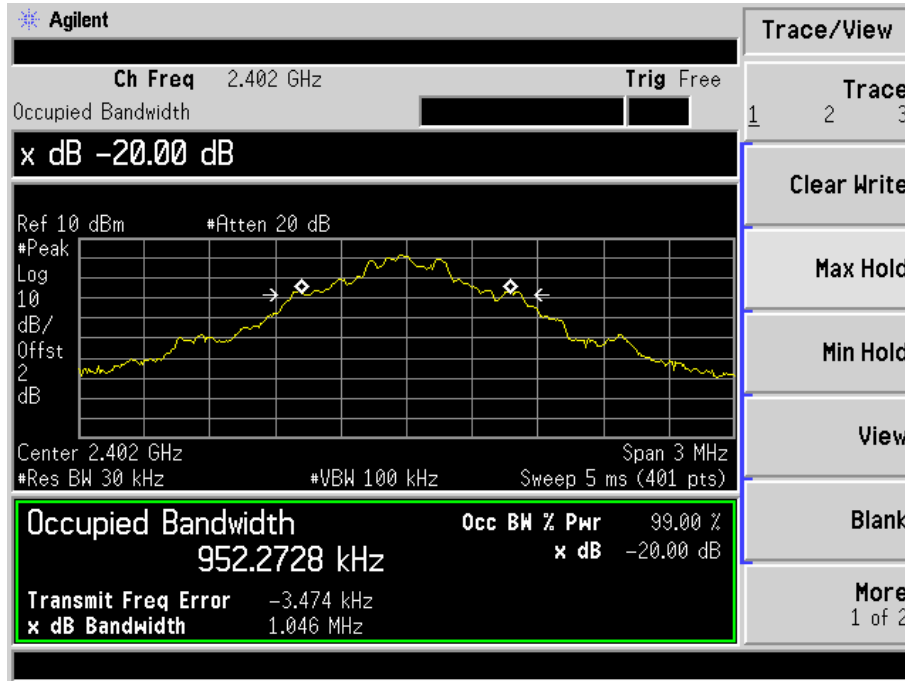 Agilent
Trace/View
Ch Freq 2.402 GHz Trig Free
Occupied Bandwidth
Trace
1 2 3
x dB -20.00 dB
Clear Write
Ref 10 dBm #Atten 20 dB
#Peak
Log
10
dB/
Offst
2
dB
Max Hold
Min Hold
View
Center 2.402 GHz Span 3 MHz
#Res BW 30 kHz #VBW 100 kHz Sweep 5 ms (401 pts)
Occupied Bandwidth
952.2728 kHz
Occ BW % Pwr 99.00 %
x dB -20.00 dB
Transmit Freq Error -3.474 kHz
x dB Bandwidth 1.046 MHz
Blank
More
1 of 2